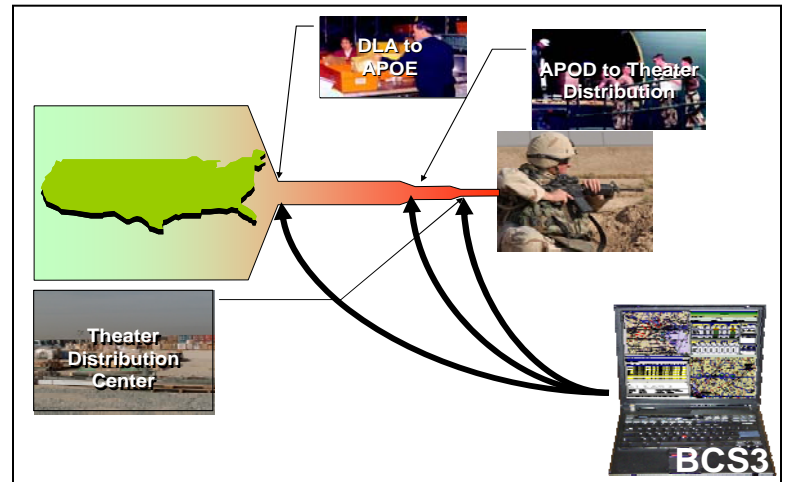 DLA to
APOE
APOD to Theater
Distribution
Theater
Distribution
Center
BCS3